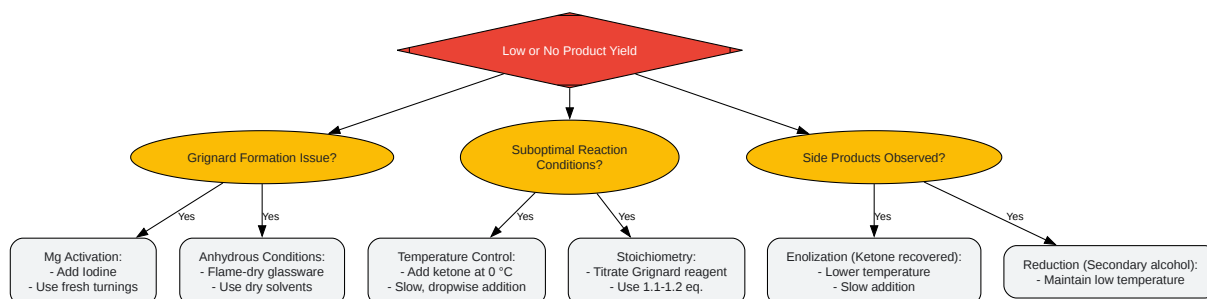 Low or No Product Yield
Grignard Formation Issue?
Suboptimal Reaction
Conditions?
Side Products Observed?
Yes
Yes
Yes
Yes
Yes
Yes
Mg Activation:
- Add Iodine
- Use fresh turnings
Anhydrous Conditions:
- Flame-dry glassware
- Use dry solvents
Temperature Control:
- Add ketone at 0 °C
- Slow, dropwise addition
Stoichiometry:
- Titrate Grignard reagent
- Use 1.1-1.2 eq.
Enolization (Ketone recovered):
- Lower temperature
- Slow addition
Reduction (Secondary alcohol):
- Maintain low temperature